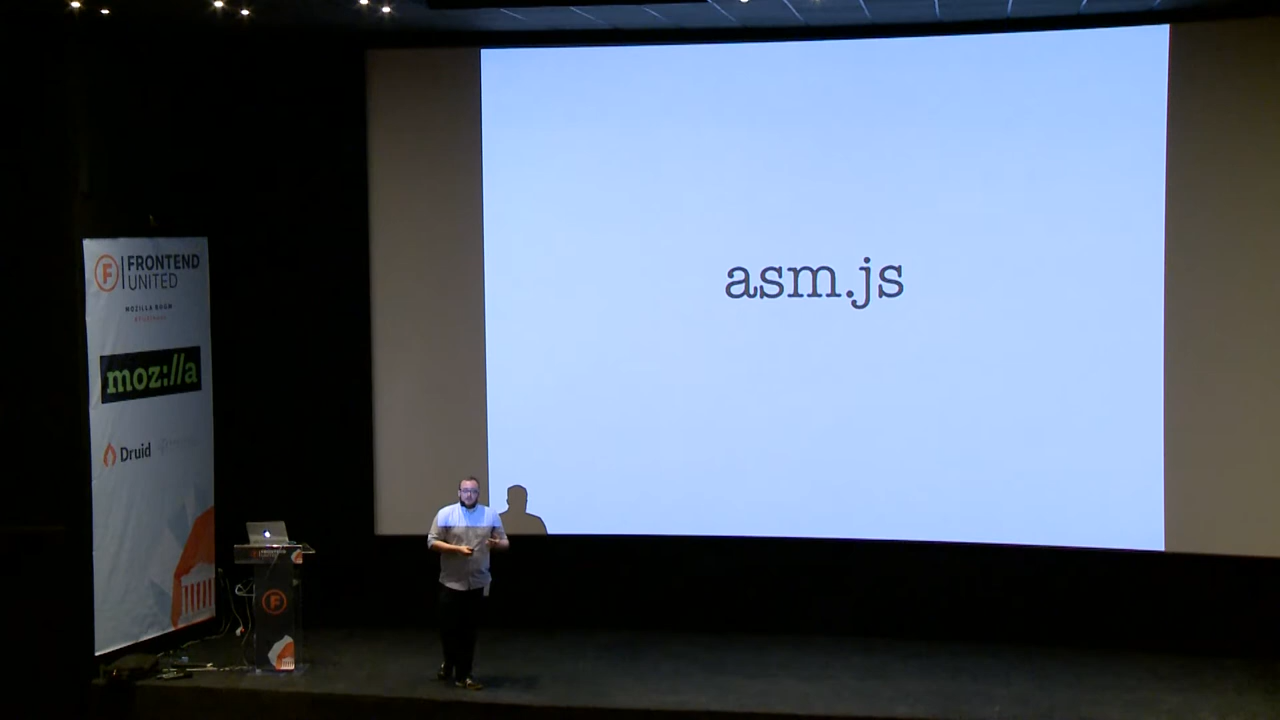 FRONTEND
UNITED
MOZILLA ROOM
moz://a
Druid
asm.js
F
F